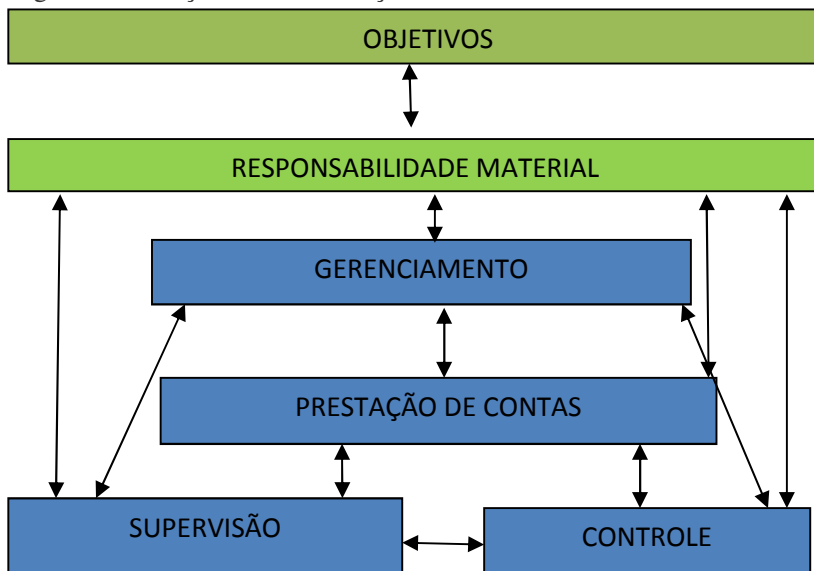 OBJETIVOS
RESPONSABILIDADE MATERIAL
GERENCIAMENTO
PRESTAÇÃO DE CONTAS
SUPERVISÃO
CONTROLE